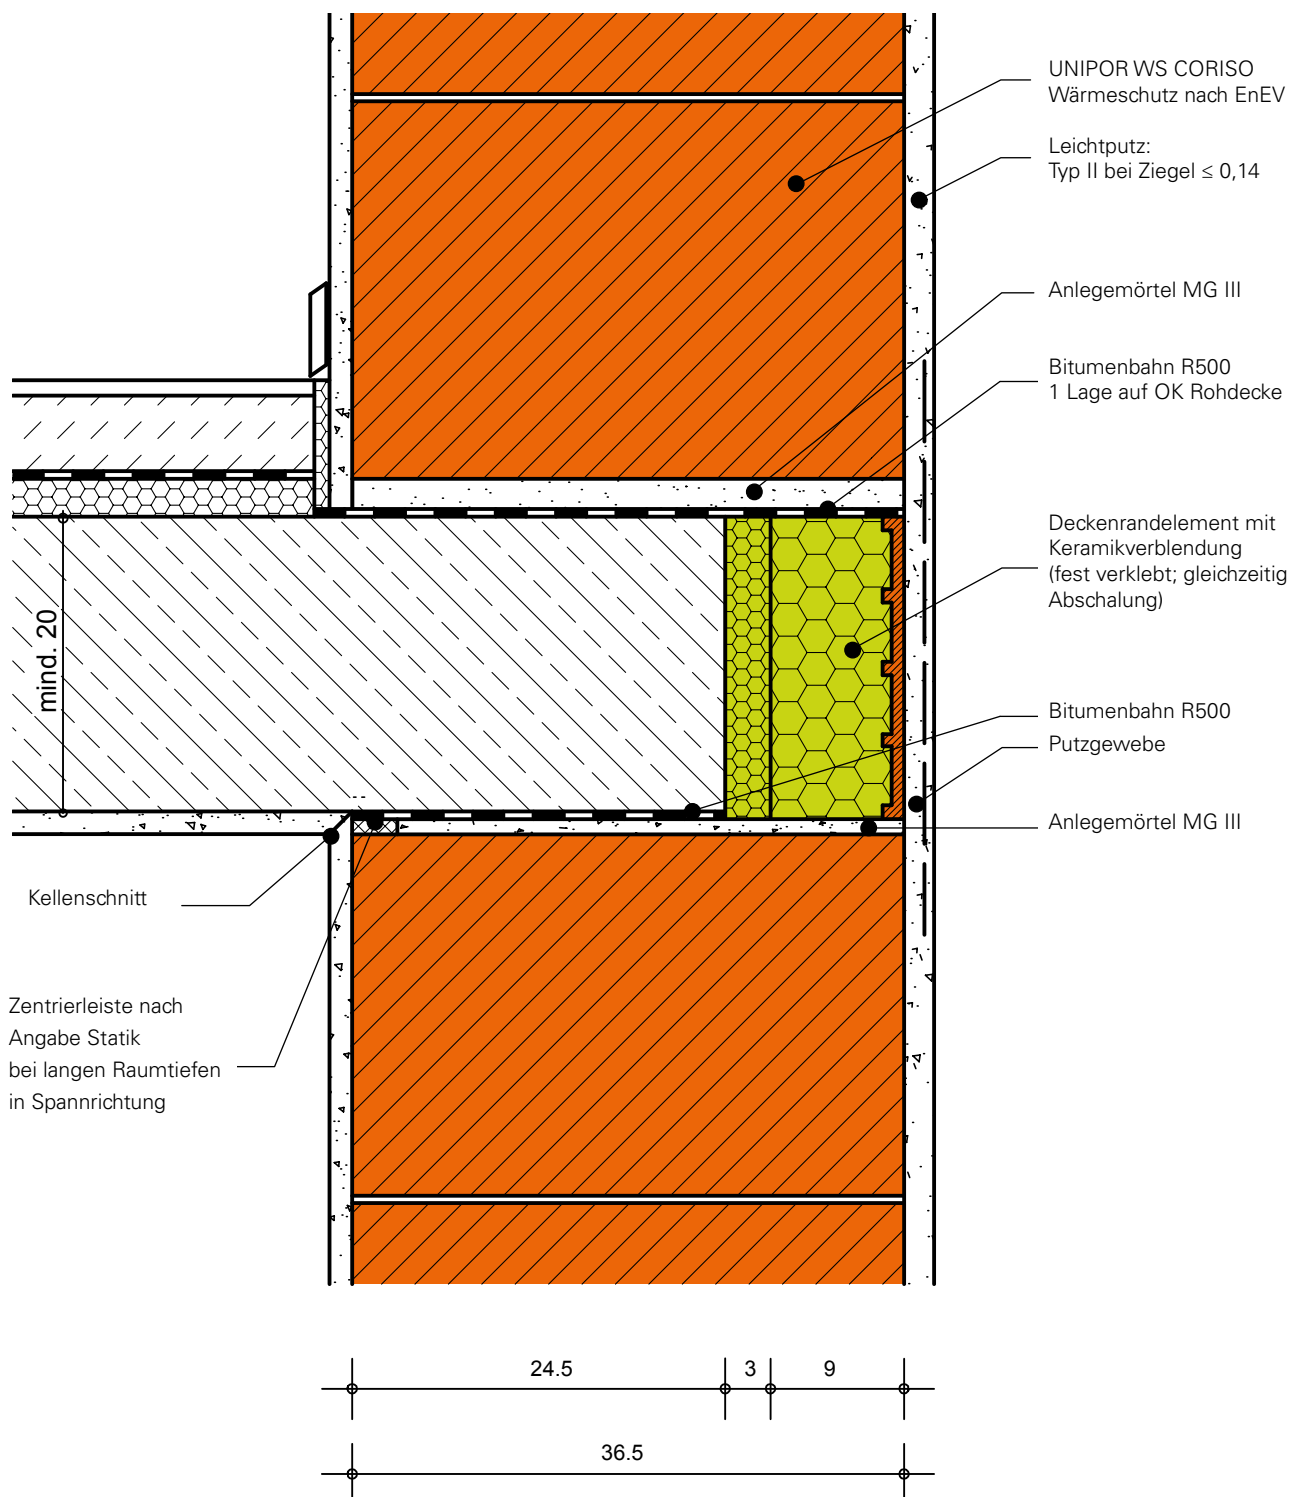 UNIPOR WS CORISO
Wärmeschutz nach EnEV
Leichtputz:
Typ II bei Ziegel ≤ 0,14
Anlegemörtel MG III
Bitumenbahn R500
1 Lage auf OK Rohdecke
Deckenrandelement mit
Keramikverblendung
(fest verklebt; gleichzeitig
Abschalung)
mind. 20
Bitumenbahn R500
Putzgewebe
Anlegemörtel MG III
Kellenschnitt
Zentrierleiste nach
Angabe Statik
bei langen Raumtiefen
in Spannrichtung
24.5 3 9
36.5